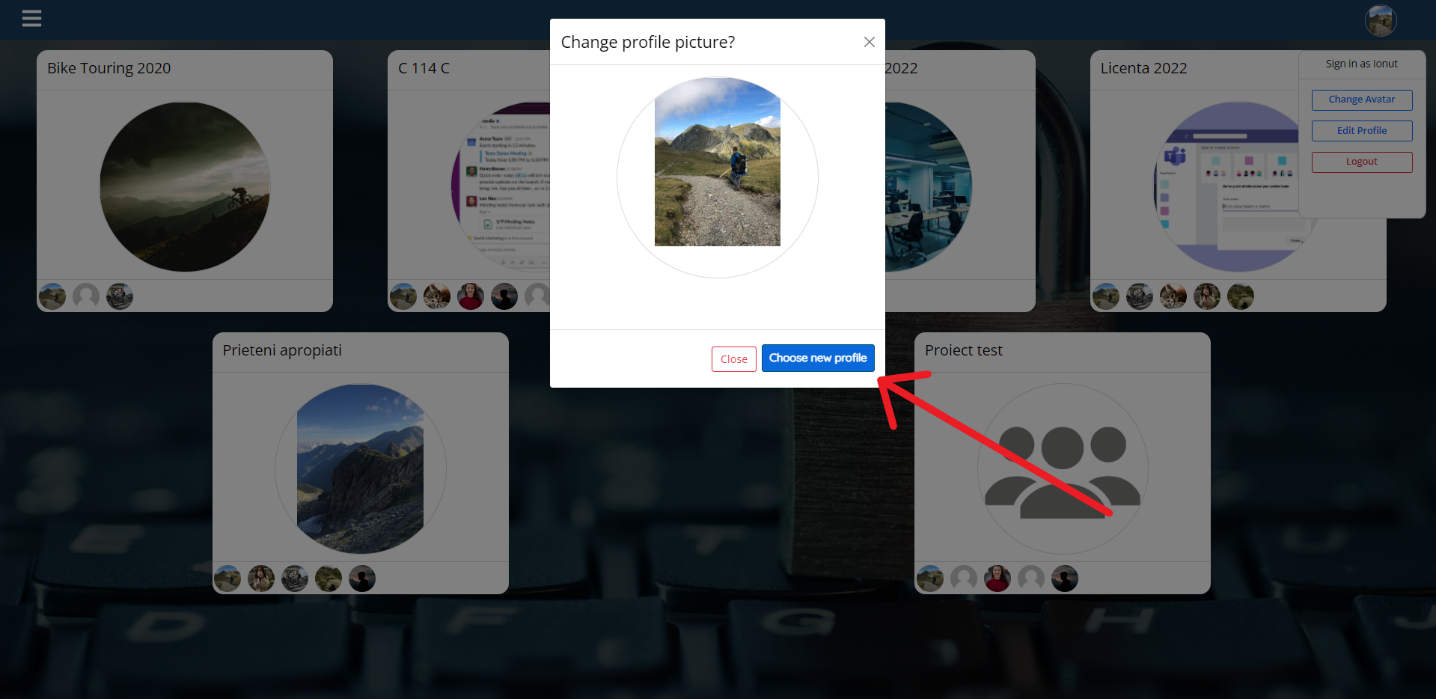 Change profile picture?
Bike Touring 2020
C 114 C
2022
Licenta 2022
Sign in as Ionut
Change Avatar
Edit Profile
Logout
Close
Choose new profile
Prieteni apropiati
Proiect test
E
T
U
D
F
G
H
J